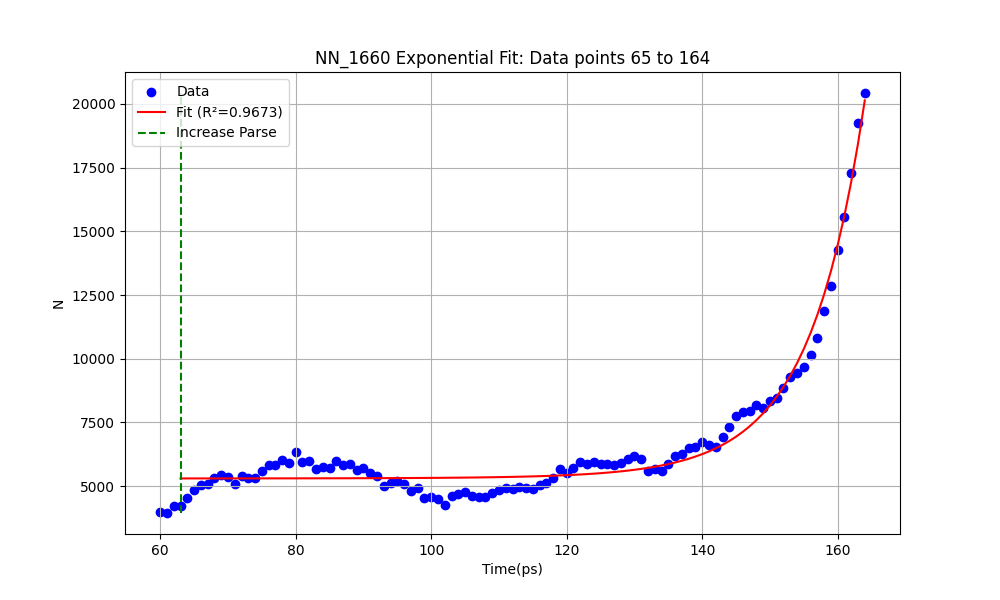 NN_1660 Exponential Fit: Data points 65 to 164
Data
Fit (R²=0.9673)
Increase Parse
20000
17500
15000
12500
10000
7500
5000
N
60 80 100 120 140 160
Time(ps)